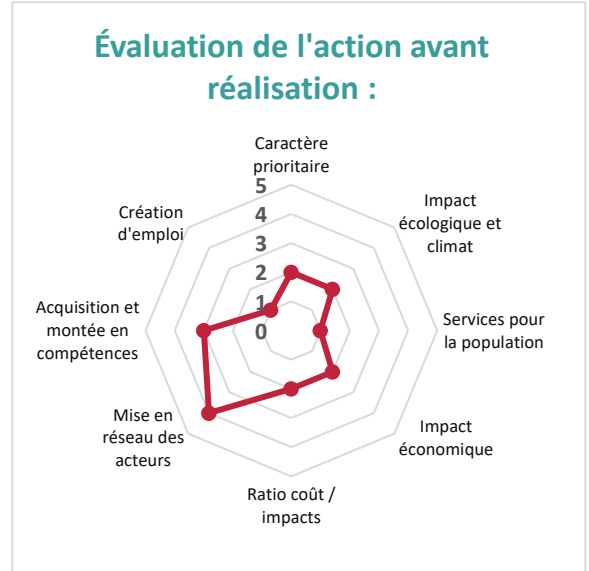 Évaluation de l'action avant
réalisation :
Caractère
prioritaire
Impact
écologique et
climat
Services pour
la population
Impact
économique
Ratio coût /
impacts
Mise en
réseau des
acteurs
Acquisition et
montée en
compétences
Création
d'emploi
5
4
3
2
1
0